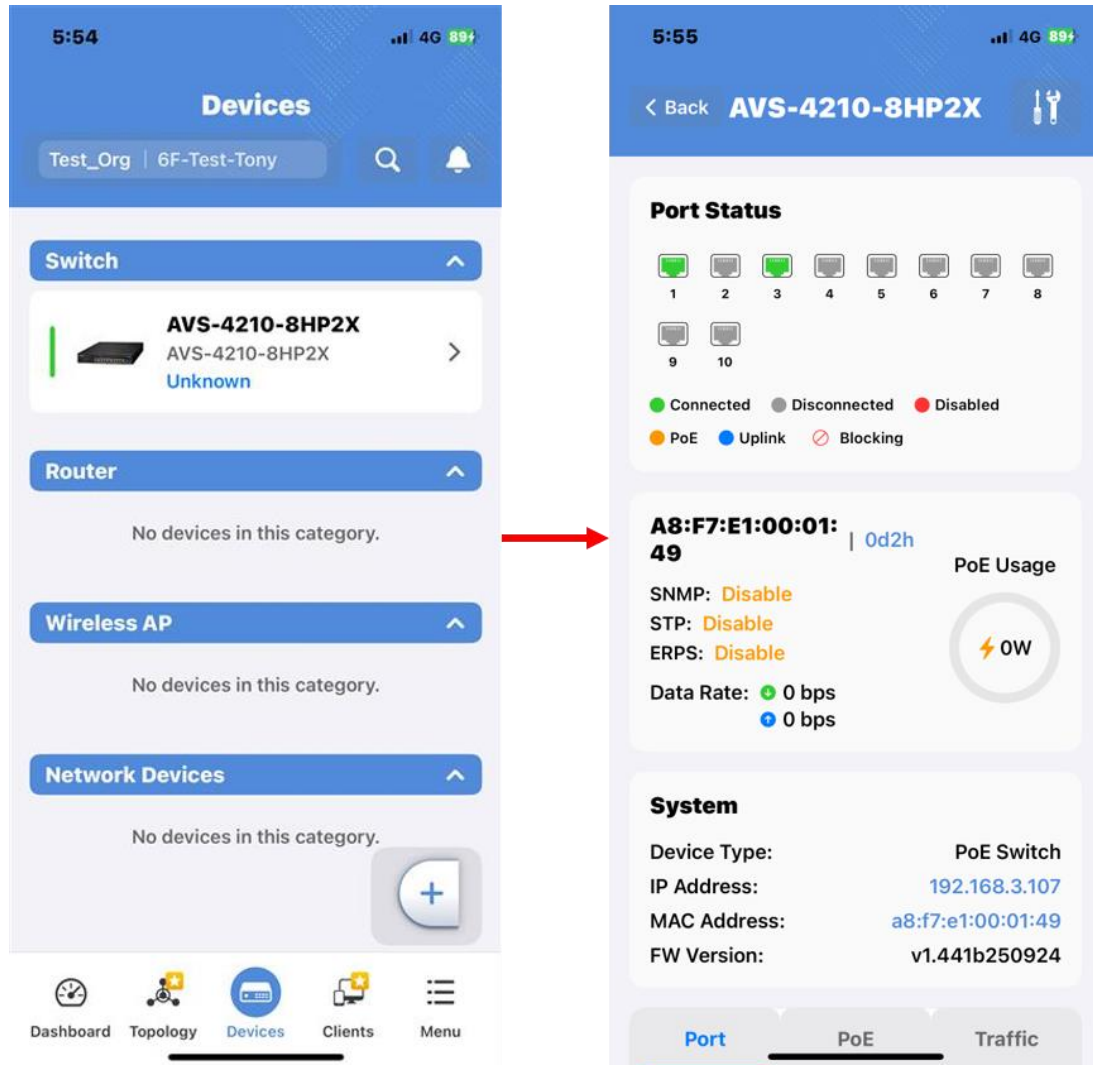 5:54
4G 89
Devices
Test_Org | 6F-Test-Tony
Switch
AVS-4210-8HP2X
AVS-4210-8HP2X
Unknown
Router
No devices in this category.
Wireless AP
No devices in this category.
Network Devices
No devices in this category.
+
Dashboard Topology Devices Clients Menu
5:55
4G 89
< Back AVS-4210-8HP2X
Port Status
1 2 3 4 5 6 7 8
9 10
Connected Disconnected Disabled
PoE Uplink Blocking
A8:F7:E1:00:01:
49 | 0d2h
PoE Usage
SNMP: Disable
STP: Disable
ERPS: Disable
0W
Data Rate: 0 bps
0 bps
System
Device Type: PoE Switch
IP Address: 192.168.3.107
MAC Address: a8:f7:e1:00:01:49
FW Version: v1.441b250924
Port PoE Traffic